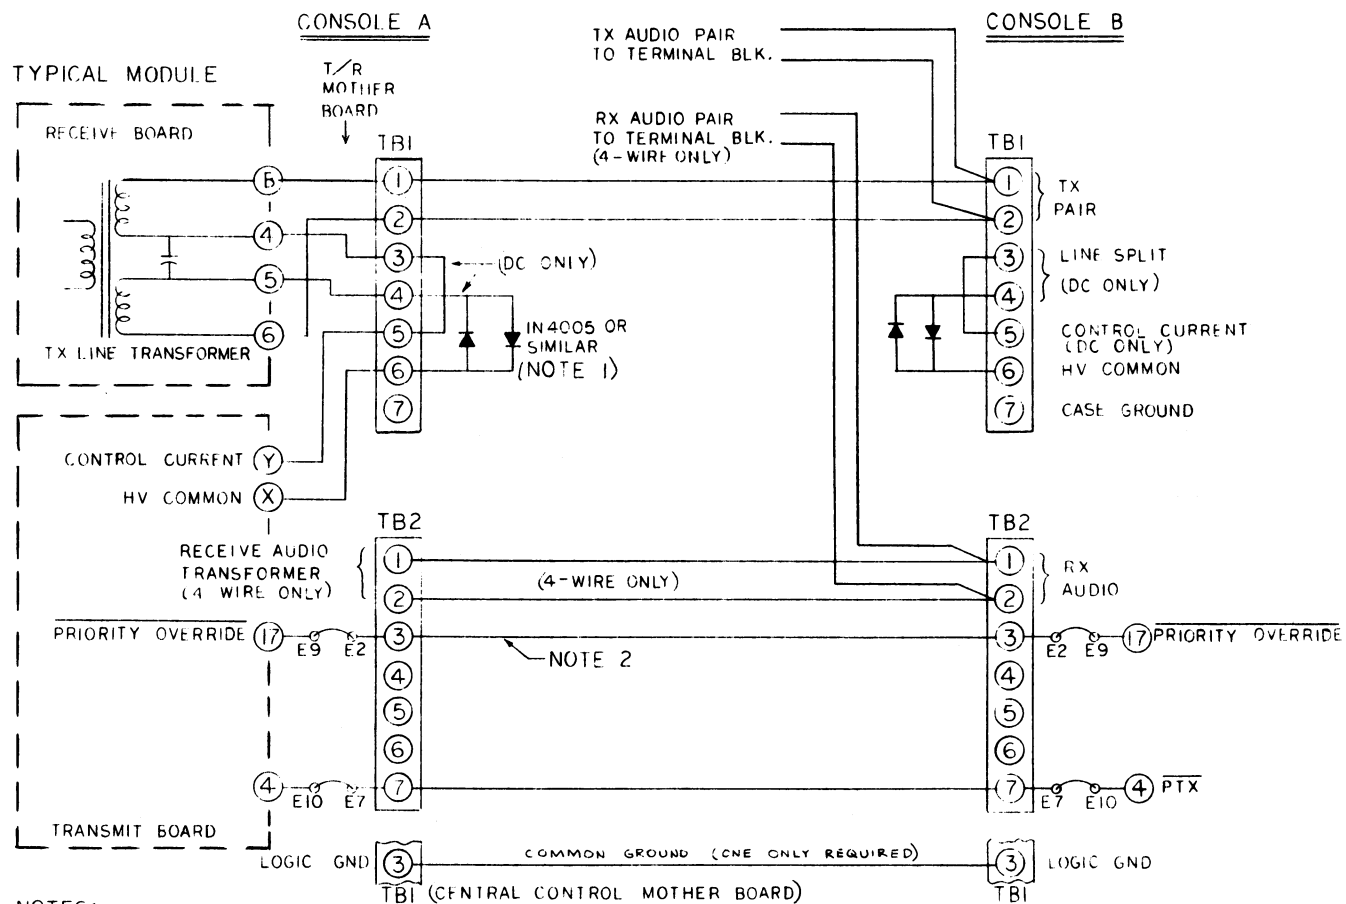 CONSOLE A
CONSOLE B
TX AUDIO PAIR
TO TERMINAL BLK.
RX AUDIO PAIR
TO TERMINAL BLK.
(4-WIRE ONLY)
TYPICAL MODULE
T/R
MOTHER
BOARD
RECEIVE BOARD
B
4
5
6
TX LINE TRANSFORMER
TB1
1
2
3
4
5
6
7
(DC ONLY)
IN4005 OR
SIMILAR
(NOTE 1)
TB1
1
2
3
4
5
6
7
TX
PAIR
LINE SPLIT
(DC ONLY)
CONTROL CURRENT
(DC ONLY)
HV COMMON
CASE GROUND
CONTROL CURRENT Y
HV COMMON X
RECEIVE AUDIO
TRANSFORMER
(4 WIRE ONLY)
PRIORITY OVERRIDE 17
E9 E2
4
E10 E7
TRANSMIT BOARD
TB2
1
2
3
4
5
6
7
(4-WIRE ONLY)
NOTE 2
TB2
1
2
3
4
5
6
7
RX
AUDIO
E2 E9
17 PRIORITY OVERRIDE
E7 E10
4 PTX
LOGIC GND 3
COMMON GROUND (ONE ONLY REQUIRED)
3 LOGIC GND
TB1 (CENTRAL CONTROL MOTHER BOARD)
TB1